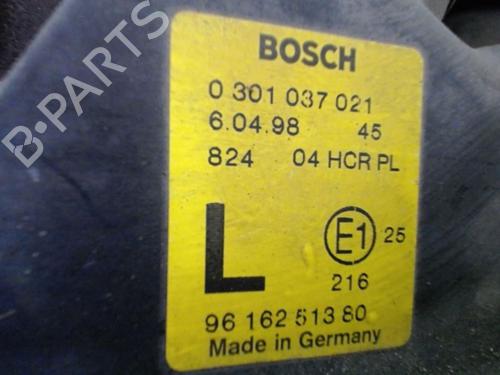 BOSCH
0 301 037 021
6.04.98 45
824 04 HCR PL
L E1 25
216
96 162 513 80
Made in Germany